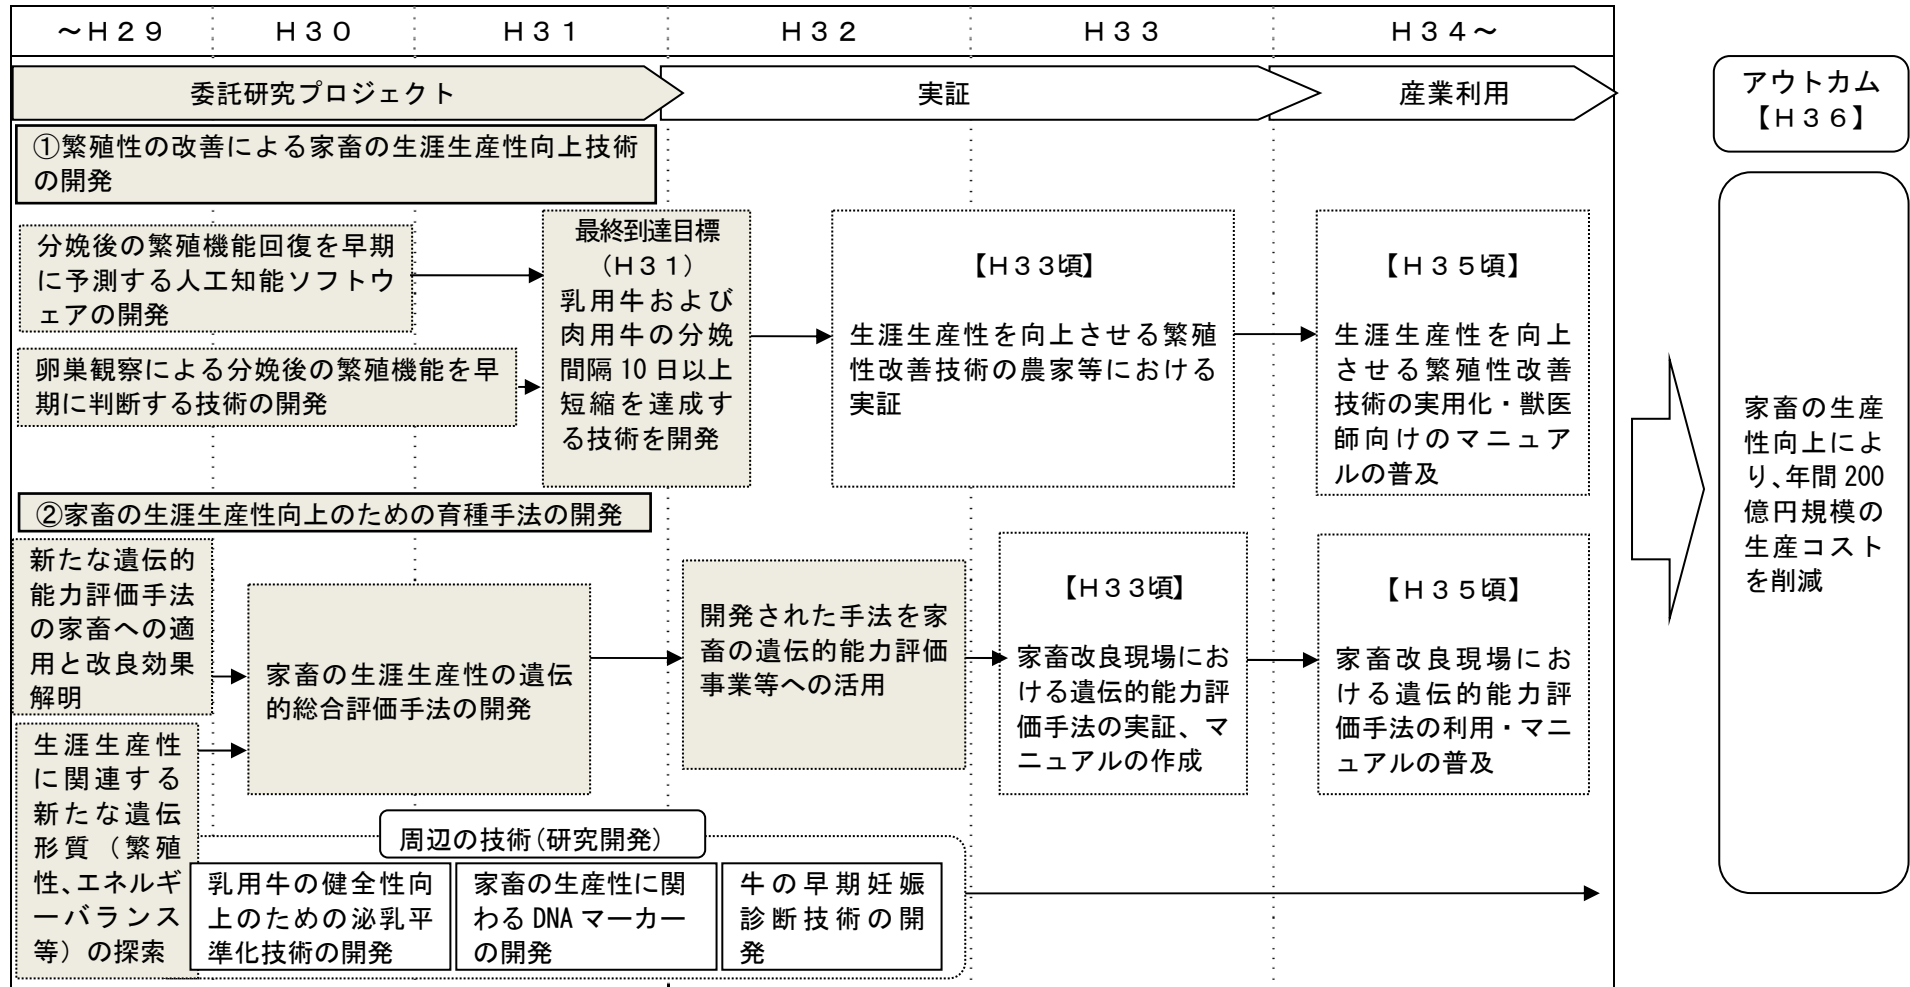 ～Ｈ２９
Ｈ３０
Ｈ３１
Ｈ３２
Ｈ３３
Ｈ３４～
委託研究プロジェクト
実証
産業利用
アウトカム
【Ｈ３６】
①繁殖性の改善による家畜の生涯生産性向上技術
の開発
分娩後の繁殖機能回復を早期
に予測する人工知能ソフトウ
ェアの開発
卵巣観察による分娩後の繁殖機能を早
期に判断する技術の開発
最終到達目標
（Ｈ３１）
乳用牛および
肉用牛の分娩
間隔 10 日以上
短縮を達成す
る技術を開発
【Ｈ３３頃】
生涯生産性を向上させる繁殖
性改善技術の農家等における
実証
【Ｈ３５頃】
生涯生産性を向上
させる繁殖性改善
技術の実用化・獣医
師向けのマニュア
ルの普及
②家畜の生涯生産性向上のための育種手法の開発
新たな遺伝的
能力評価手法
の家畜への適
用と改良効果
解明
生涯生産性
に関連する
新たな遺伝
形質（繁殖
性、エネルギ
ーバランス
等）の探索
家畜の生涯生産性の遺伝
的総合評価手法の開発
開発された手法を家
畜の遺伝的能力評価
事業等への活用
【Ｈ３３頃】
家畜改良現場にお
ける遺伝的能力評
価手法の実証、マ
ニュアルの作成
【Ｈ３５頃】
家畜改良現場にお
ける遺伝的能力評
価手法の利用・マニ
ュアルの普及
周辺の技術（研究開発）
乳用牛の健全性向
上のための泌乳平
準化技術の開発
家畜の生産性に関
わる DNA マーカー
の開発
牛の早期妊娠
診断技術の開
発
家畜の生産
性向上によ
り、年間 200
億円規模の
生産コスト
を削減